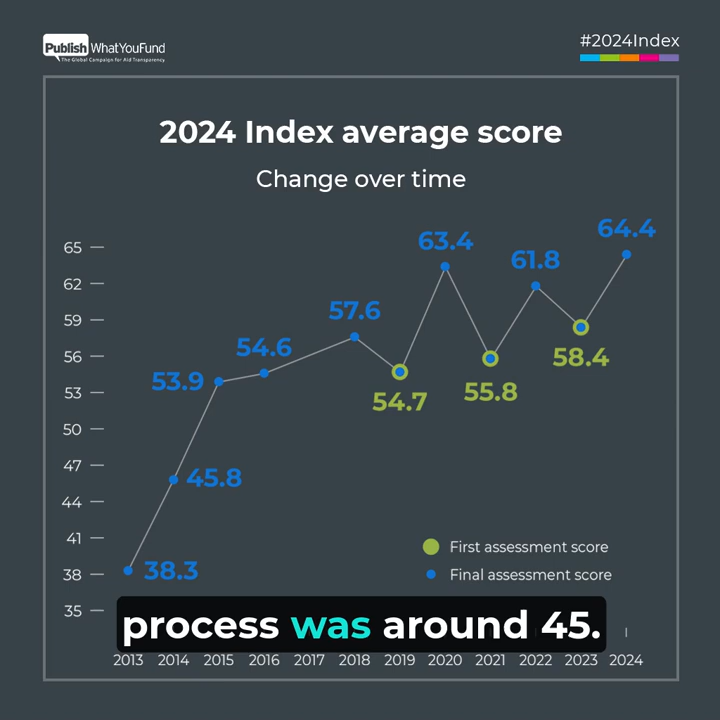 Publish WhatYouFund
The Global Campaign for Aid Transparency
#2024Index
2024 Index average score
Change over time
65
62
59
56
53
50
47
44
41
38
35
38.3
45.8
53.9
54.6
57.6
54.7
63.4
55.8
61.8
58.4
64.4
First assessment score
Final assessment score
process was around 45.
2013 2014 2015 2016 2017 2018 2019 2020 2021 2022 2023 2024